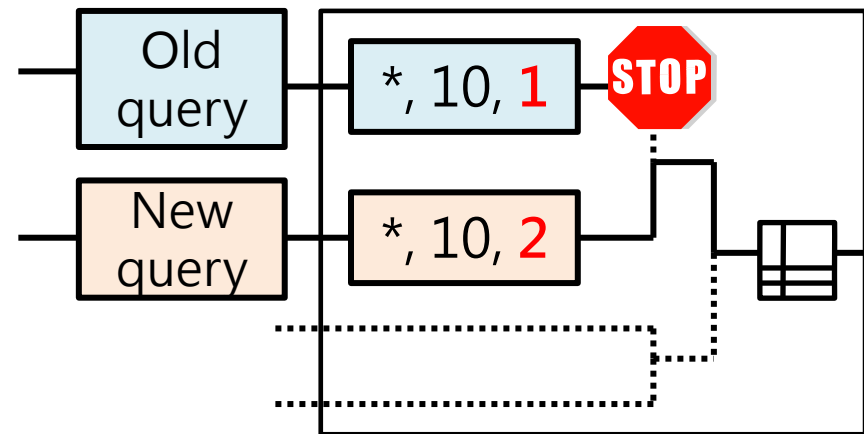 Old
query
*, 10, 1
STOP
New
query
*, 10, 2